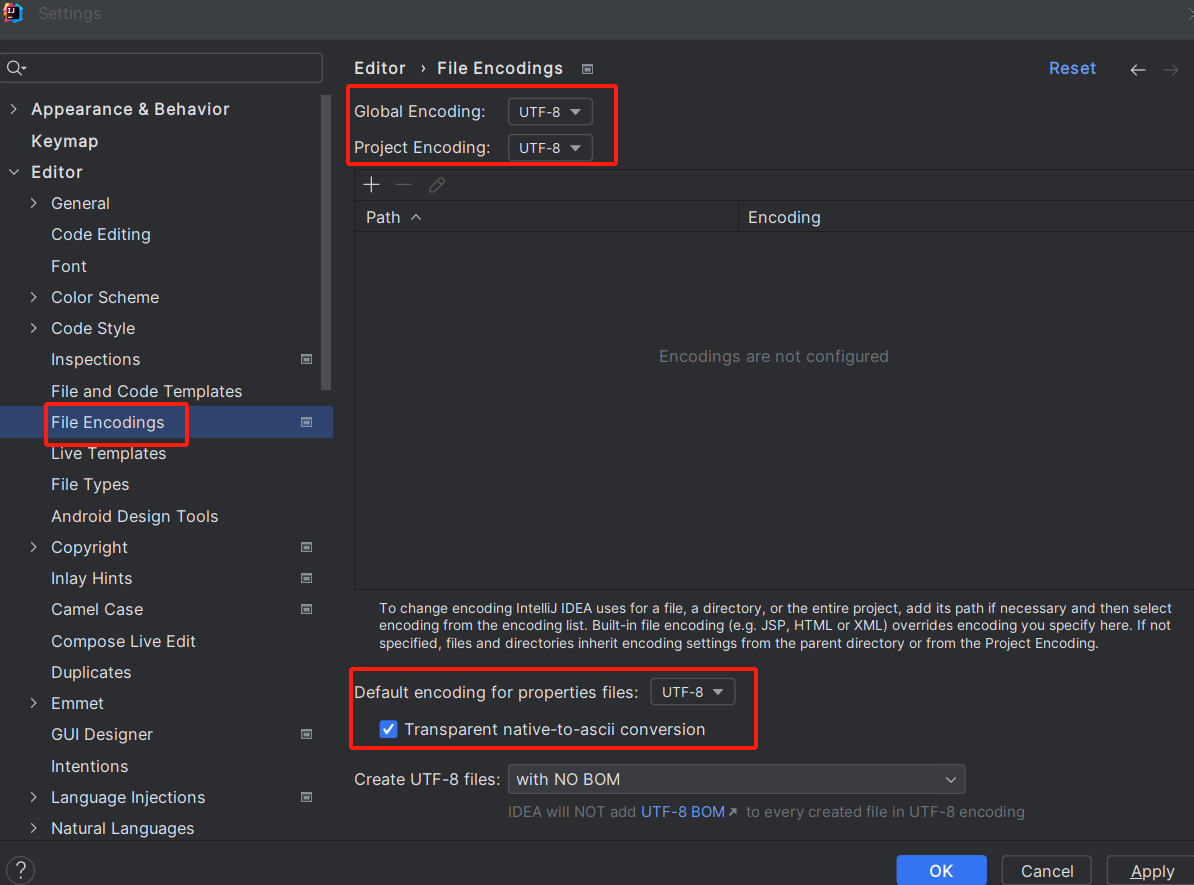 Settings
Editor › File Encodings
Reset
Appearance & Behavior
Keymap
Editor
General
Code Editing
Font
Color Scheme
Code Style
Inspections
File and Code Templates
File Encodings
Live Templates
File Types
Android Design Tools
Copyright
Inlay Hints
Camel Case
Compose Live Edit
Duplicates
Emmet
GUI Designer
Intentions
Language Injections
Natural Languages
Global Encoding: UTF-8
Project Encoding: UTF-8
Path Encoding
Encodings are not configured
To change encoding IntelliJ IDEA uses for a file, a directory, or the entire project, add its path if necessary and then select
encoding from the encoding list. Built-in file encoding (e.g. JSP, HTML or XML) overrides encoding you specify here. If not
specified, files and directories inherit encoding settings from the parent directory or from the Project Encoding.
Default encoding for properties files: UTF-8
Transparent native-to-ascii conversion
Create UTF-8 files: with NO BOM
IDEA will NOT add UTF-8 BOM↗ to every created file in UTF-8 encoding
?
OK Cancel Apply